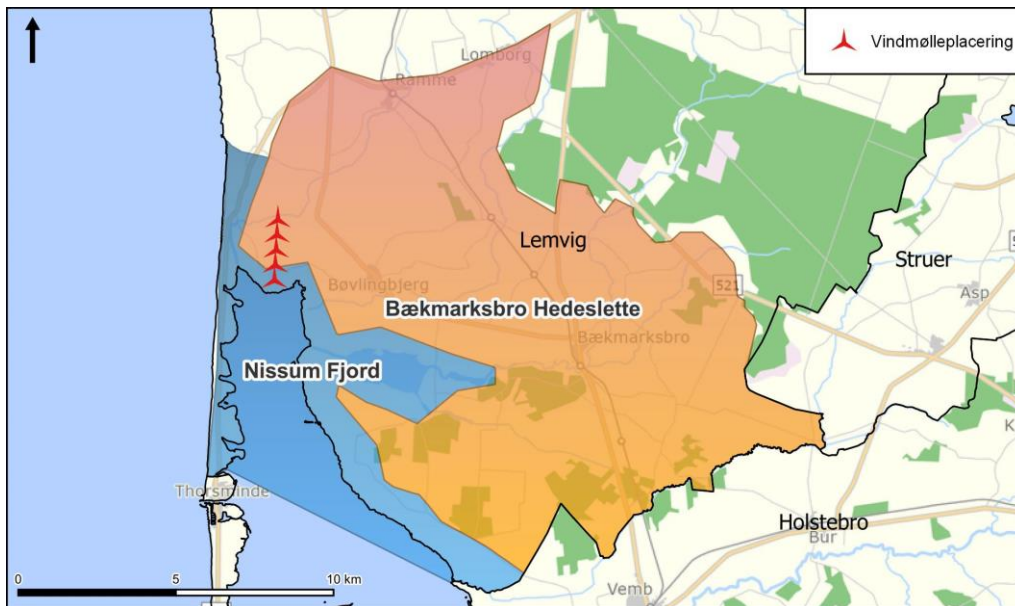 Vindmølleplacering
Lomborg
Ramme
Lemvig
Struer
521
Asp
Bøvlingbjerg
Bækmarksbro Hedeslette
Bækmarksbro
Nissum Fjord
Thorsminde
Holstebro
Bur
Vemb
0 5 10 km